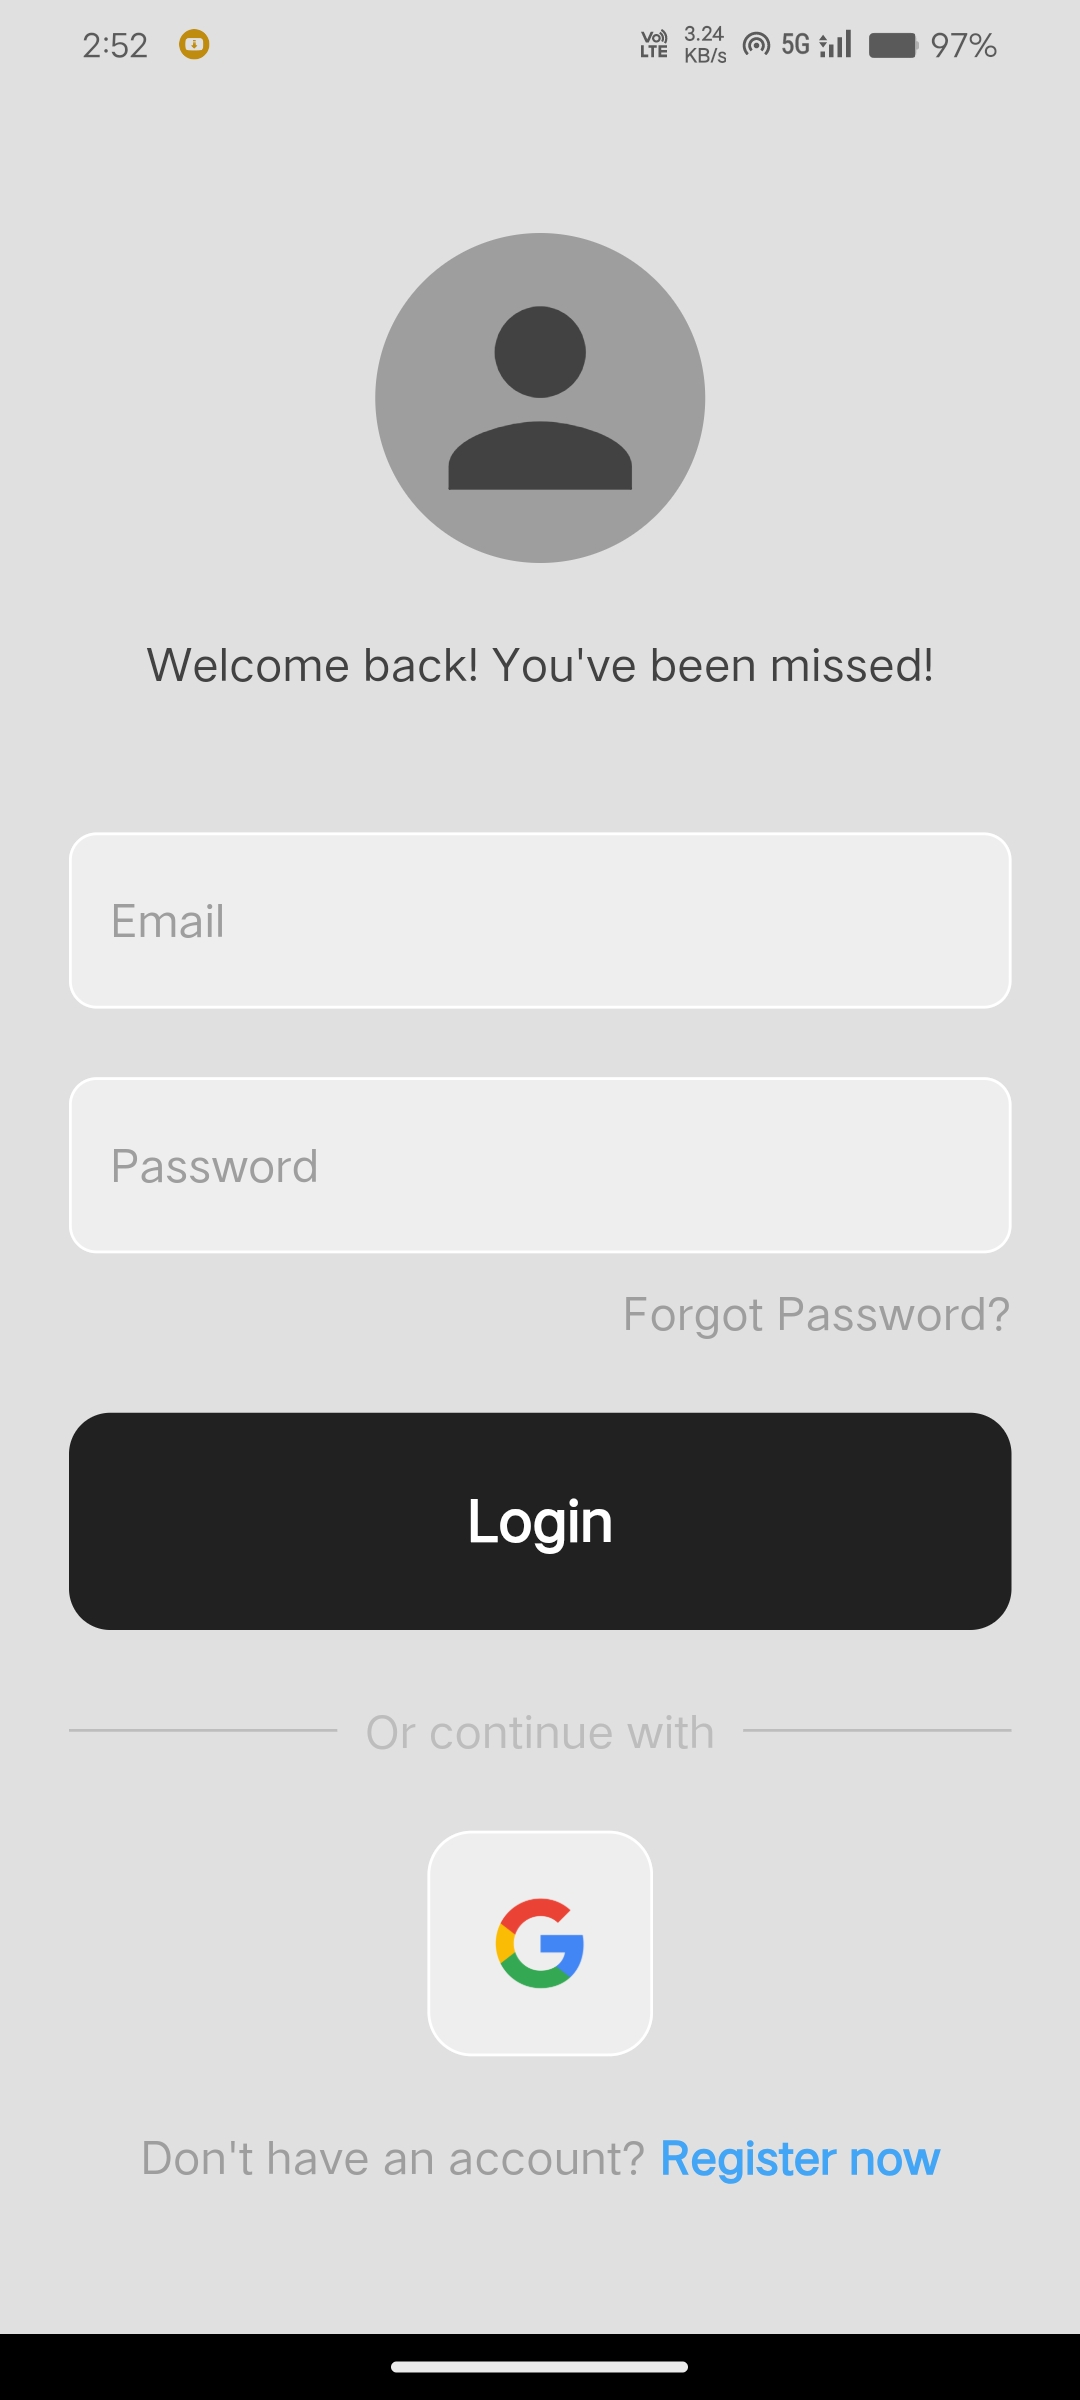 2:52 Vo LTE 3.24 KB/s 5G 97%
Welcome back! You've been missed!
Email
Password
Forgot Password?
Login
Or continue with
G
Don't have an account? Register now